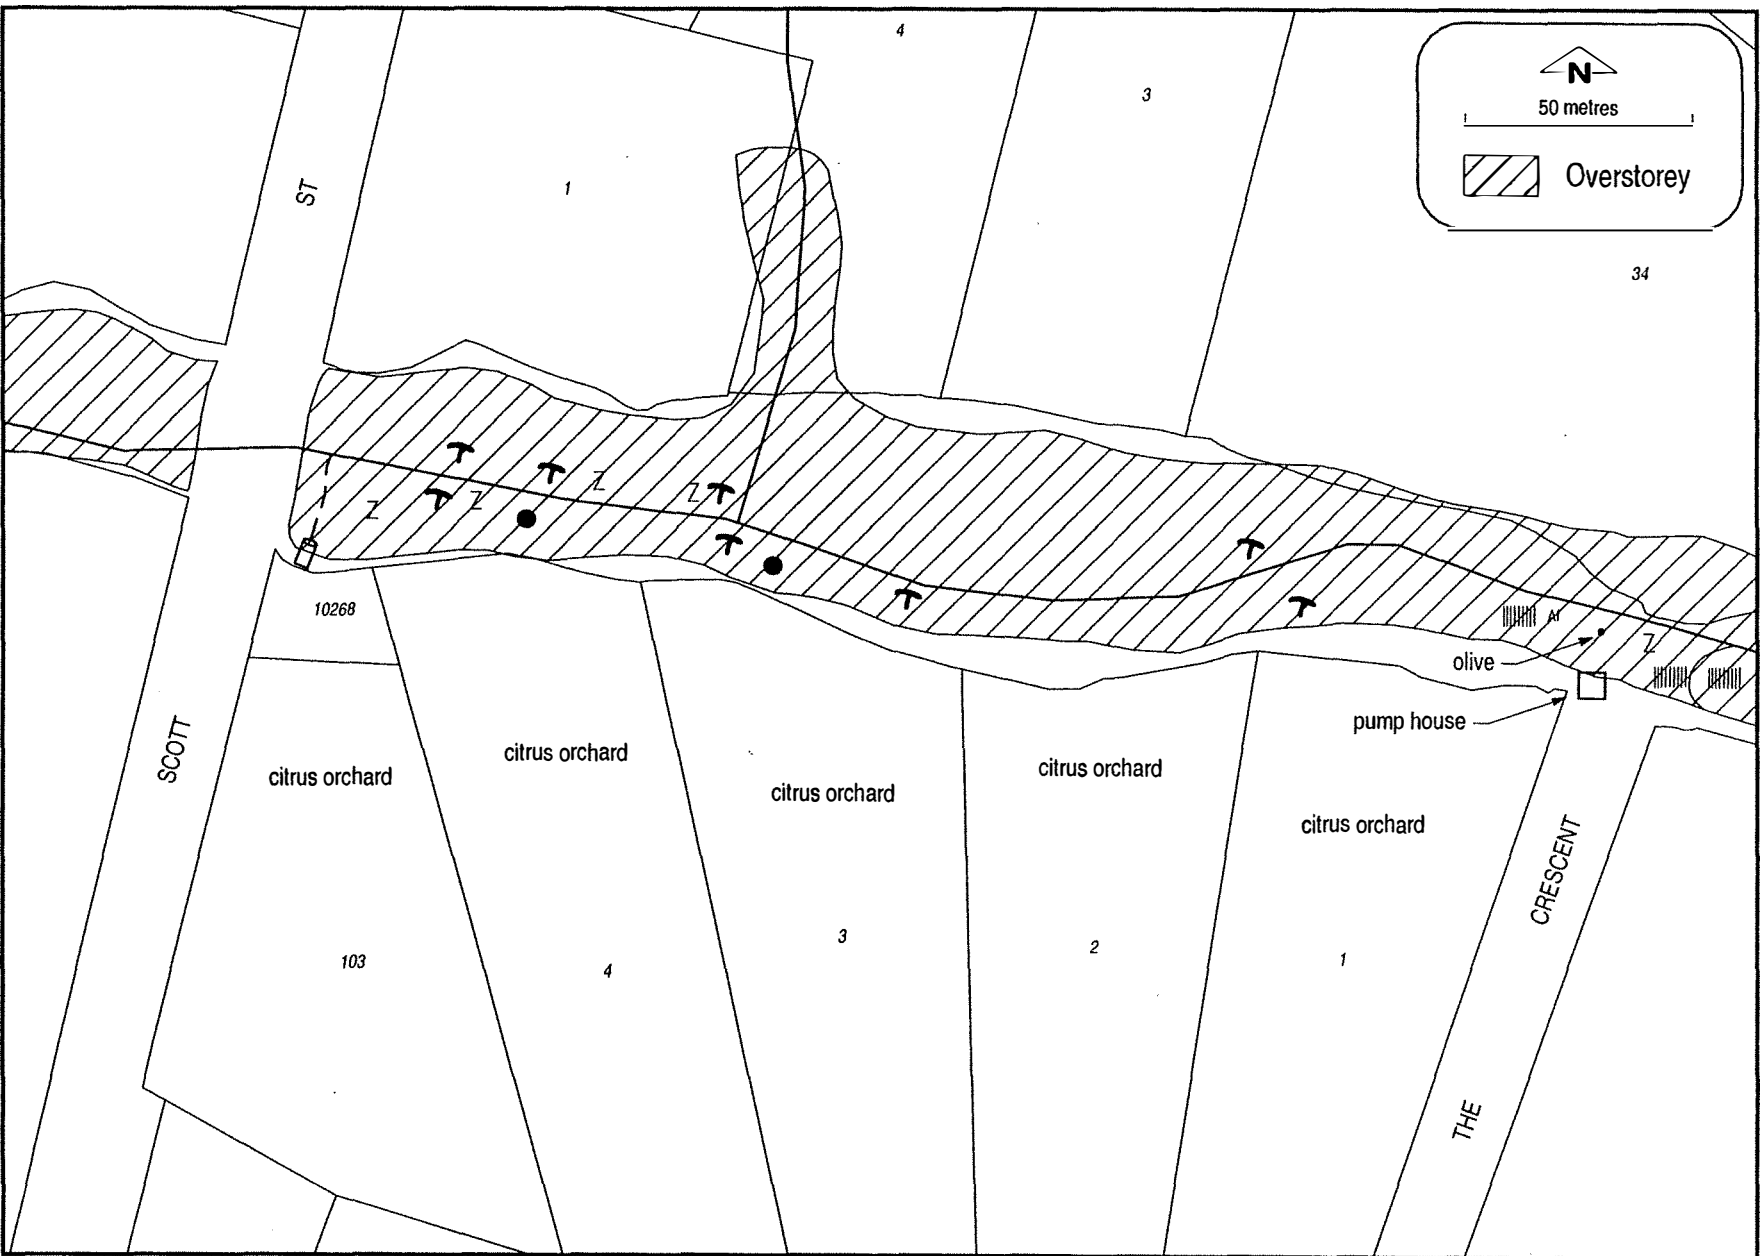 4
3
N
50 metres
Overstorey
ST
1
34
Z
Z
Z
Z
AI
olive
Z
10268
pump house
SCOTT
citrus orchard
citrus orchard
citrus orchard
citrus orchard
citrus orchard
CRESCENT
103
4
3
2
1
THE